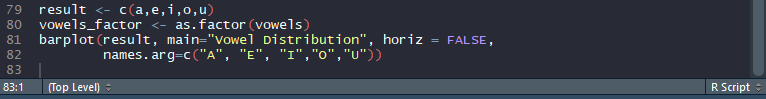 79 result <- c(a,e,i,o,u)
80 vowels_factor <- as.factor(vowels)
81 barplot(result, main="Vowel Distribution", horiz = FALSE,
82         names.arg=c("A", "E", "I","O","U"))
83
83:1 (Top Level) R Script